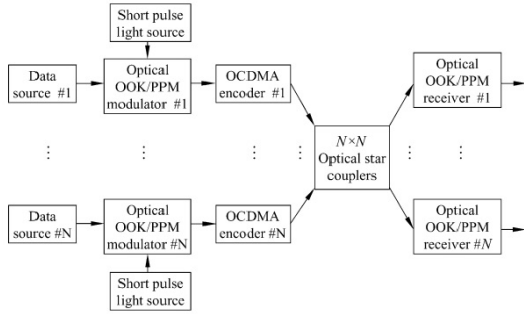 Short pulse
light source
Data
source #1
Optical
OOK/PPM
modulator #1
OCDMA
encoder #1
Optical
OOK/PPM
receiver #1
N×N
Optical star
couplers
Data
source #N
Optical
OOK/PPM
modulator #N
OCDMA
encoder #N
Optical
OOK/PPM
receiver #N
Short pulse
light source